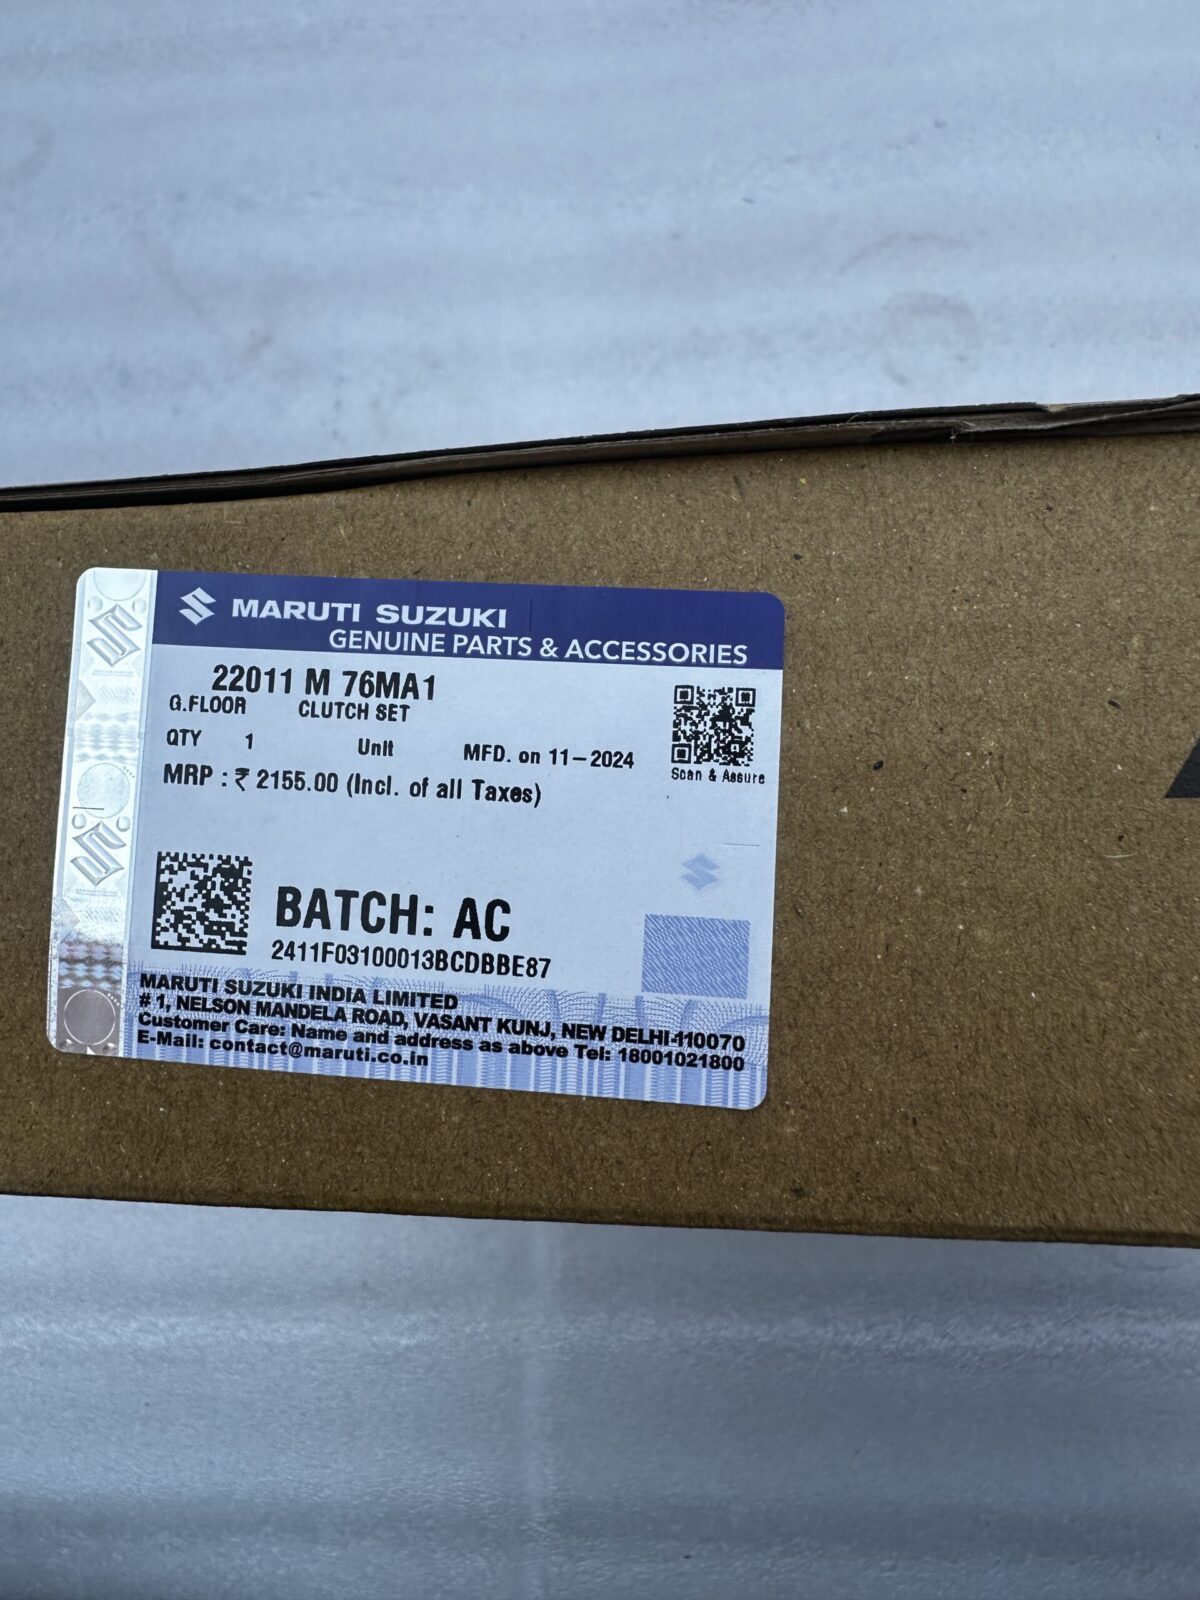 MARUTI SUZUKI
GENUINE PARTS & ACCESSORIES
22011 M 76MA1
G.FLOOR CLUTCH SET
QTY 1 Unit MFD. on 11-2024
MRP : ₹ 2155.00 (Incl. of all Taxes)
Scan & Assure
BATCH: AC
2411F03100013BCDBBE87
MARUTI SUZUKI INDIA LIMITED
# 1, NELSON MANDELA ROAD, VASANT KUNJ, NEW DELHI-110070
Customer Care: Name and address as above Tel: 18001021800
E-Mail: contact@maruti.co.in